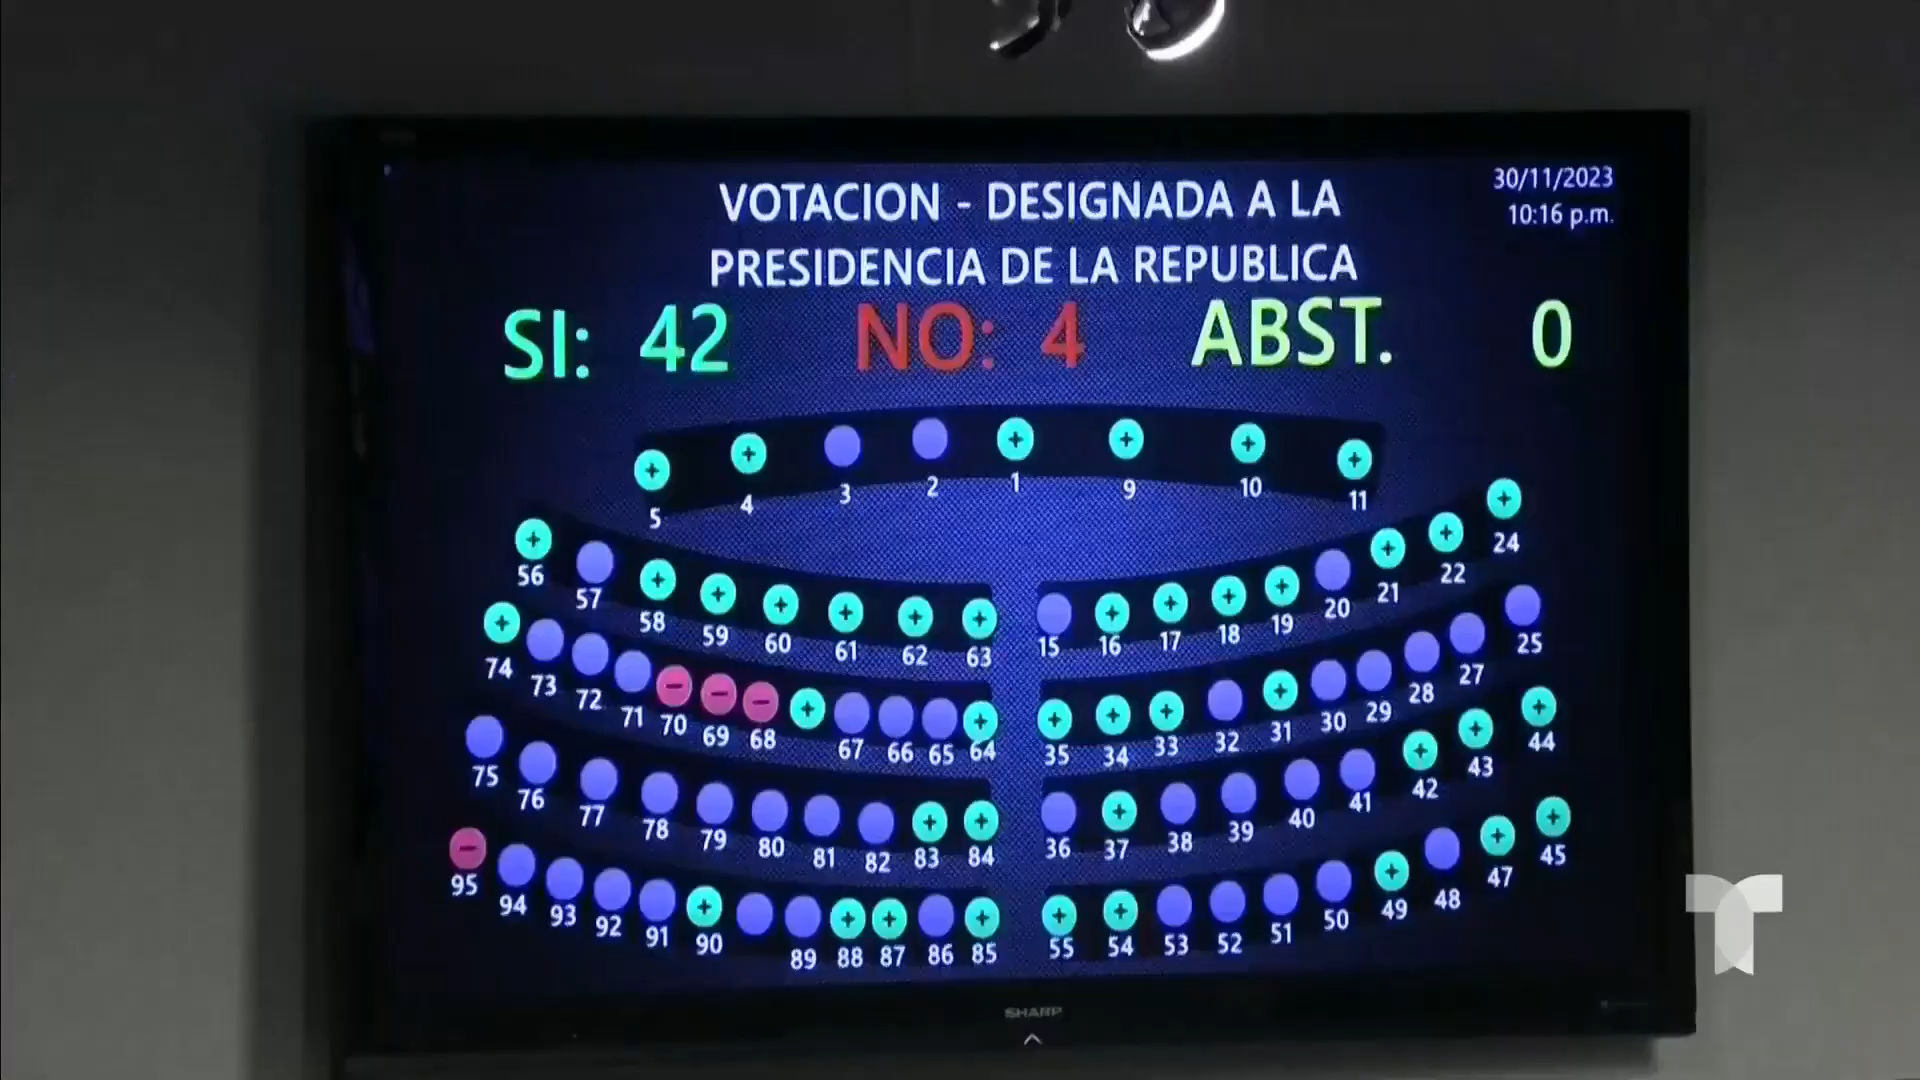 30/11/2023
10:16 p.m.
VOTACION - DESIGNADA A LA
PRESIDENCIA DE LA REPUBLICA
SI: 42 NO: 4 ABST. 0
5 4 3 2 1 9 10 11
56 57 58 59 60 61 62 63 15 16 17 18 19 20 21 22 24
74 73 72 71 70 69 68 67 66 65 64 35 34 33 32 31 30 29 28 27 25
75 76 77 78 79 80 81 82 83 84 36 37 38 39 40 41 42 43 44
95 94 93 92 91 90 89 88 87 86 85 55 54 53 52 51 50 49 48 47 45
SHARP